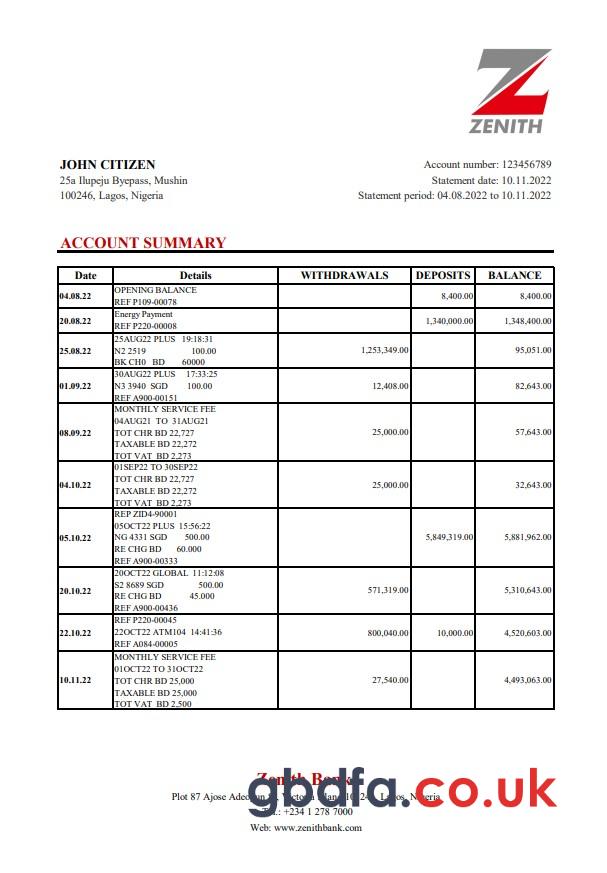 ZENITH
JOHN CITIZEN
25a Ilupeju Byepass, Mushin
100246, Lagos, Nigeria
Account number: 123456789
Statement date: 10.11.2022
Statement period: 04.08.2022 to 10.11.2022
ACCOUNT SUMMARY
Date Details WITHDRAWALS DEPOSITS BALANCE
04.08.22 OPENING BALANCE 8,400.00 8,400.00
REF P109-00078
20.08.22 Energy Payment 1,340,000.00 1,348,400.00
REF P220-00008
25.08.22 25AUG22 PLUS 19:18:31 1,253,349.00 95,051.00
N2 2519 100.00
BK CH0 BD 60000
01.09.22 30AUG22 PLUS 17:33:25 12,408.00 82,643.00
N3 3940 SGD 100.00
REF A900-00151
08.09.22 MONTHLY SERVICE FEE 25,000.00 57,643.00
04AUG21 TO 31AUG21
TOT CHR BD 22,727
TAXABLE BD 22,272
TOT VAT BD 2,273
04.10.22 01SEP22 TO 30SEP22 25,000.00 32,643.00
TOT CHR BD 22,727
TAXABLE BD 22,272
TOT VAT BD 2,273
05.10.22 REP ZID4-90001 5,849,319.00 5,881,962.00
05OCT22 PLUS 15:56:22
NG 4331 SGD 500.00
RE CHG BD 60.000
REF A900-00333
20.10.22 20OCT22 GLOBAL 11:12:08 571,319.00 5,310,643.00
S2 8689 SGD 500.00
RE CHG BD 45.000
REF A900-00436
22.10.22 REF P220-00045 800,040.00 10,000.00 4,520,603.00
22OCT22 ATM104 14:41:36
REF A084-00005
10.11.22 MONTHLY SERVICE FEE 27,540.00 4,493,063.00
01OCT22 TO 31OCT22
TOT CHR BD 25,000
TAXABLE BD 25,000
TOT VAT BD 2,500
Zenith Bank
gbdfa.co.uk
Plot 87 Ajose Lagos, Nigeria
+234 1 278 7000
Web: www.zenithbank.com